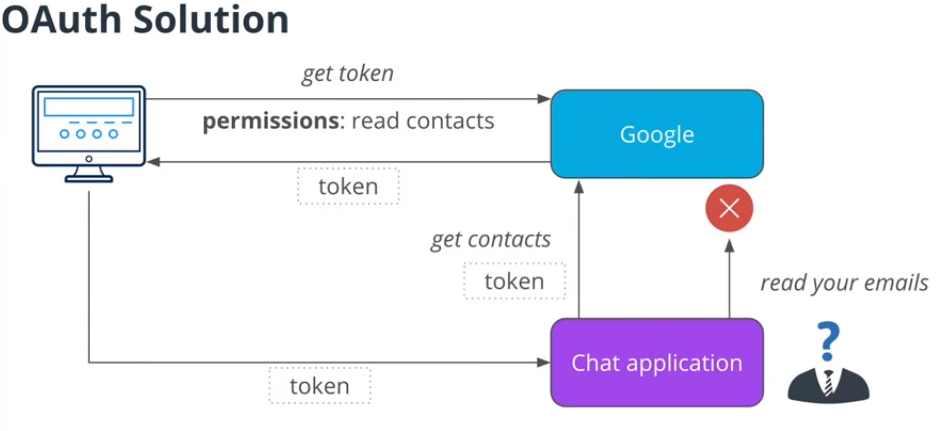 OAuth Solution
get token
permissions: read contacts
Google
token
get contacts
token
read your emails
?
Chat application
token